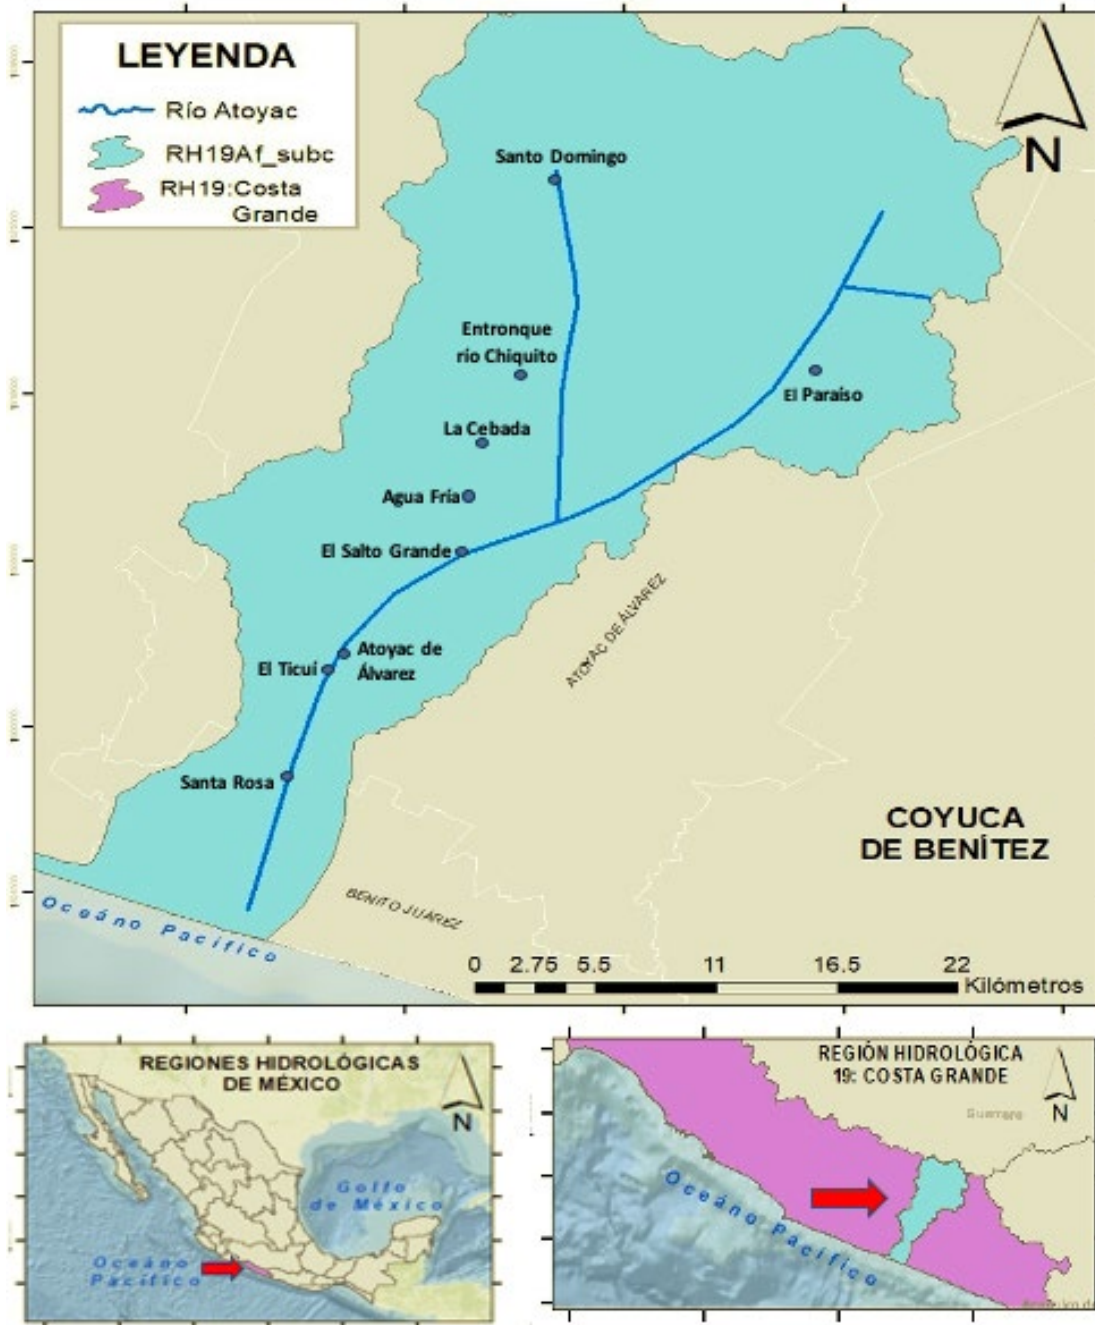 LEYENDA
Río Atoyac
RH19Af_subc
RH19:Costa
Grande
N
Santo Domingo
Entronque
río Chiquito
El Paraíso
La Cebada
Agua Fría
El Salto Grande
ATOYAC DE ÁLVAREZ
Atoyac de
Álvarez
El Ticuí
Santa Rosa
COYUCA
DE BENÍTEZ
BENITO JUÁREZ
Océano Pacífico
0 2.75 5.5 11 16.5 22
Kilómetros
REGIONES HIDROLÓGICAS
DE MÉXICO
N
Golfo
de México
Océano
Pacífico
REGIÓN HIDROLÓGICA
19: COSTA GRANDE
Guerrero
N
Océano Pacífico